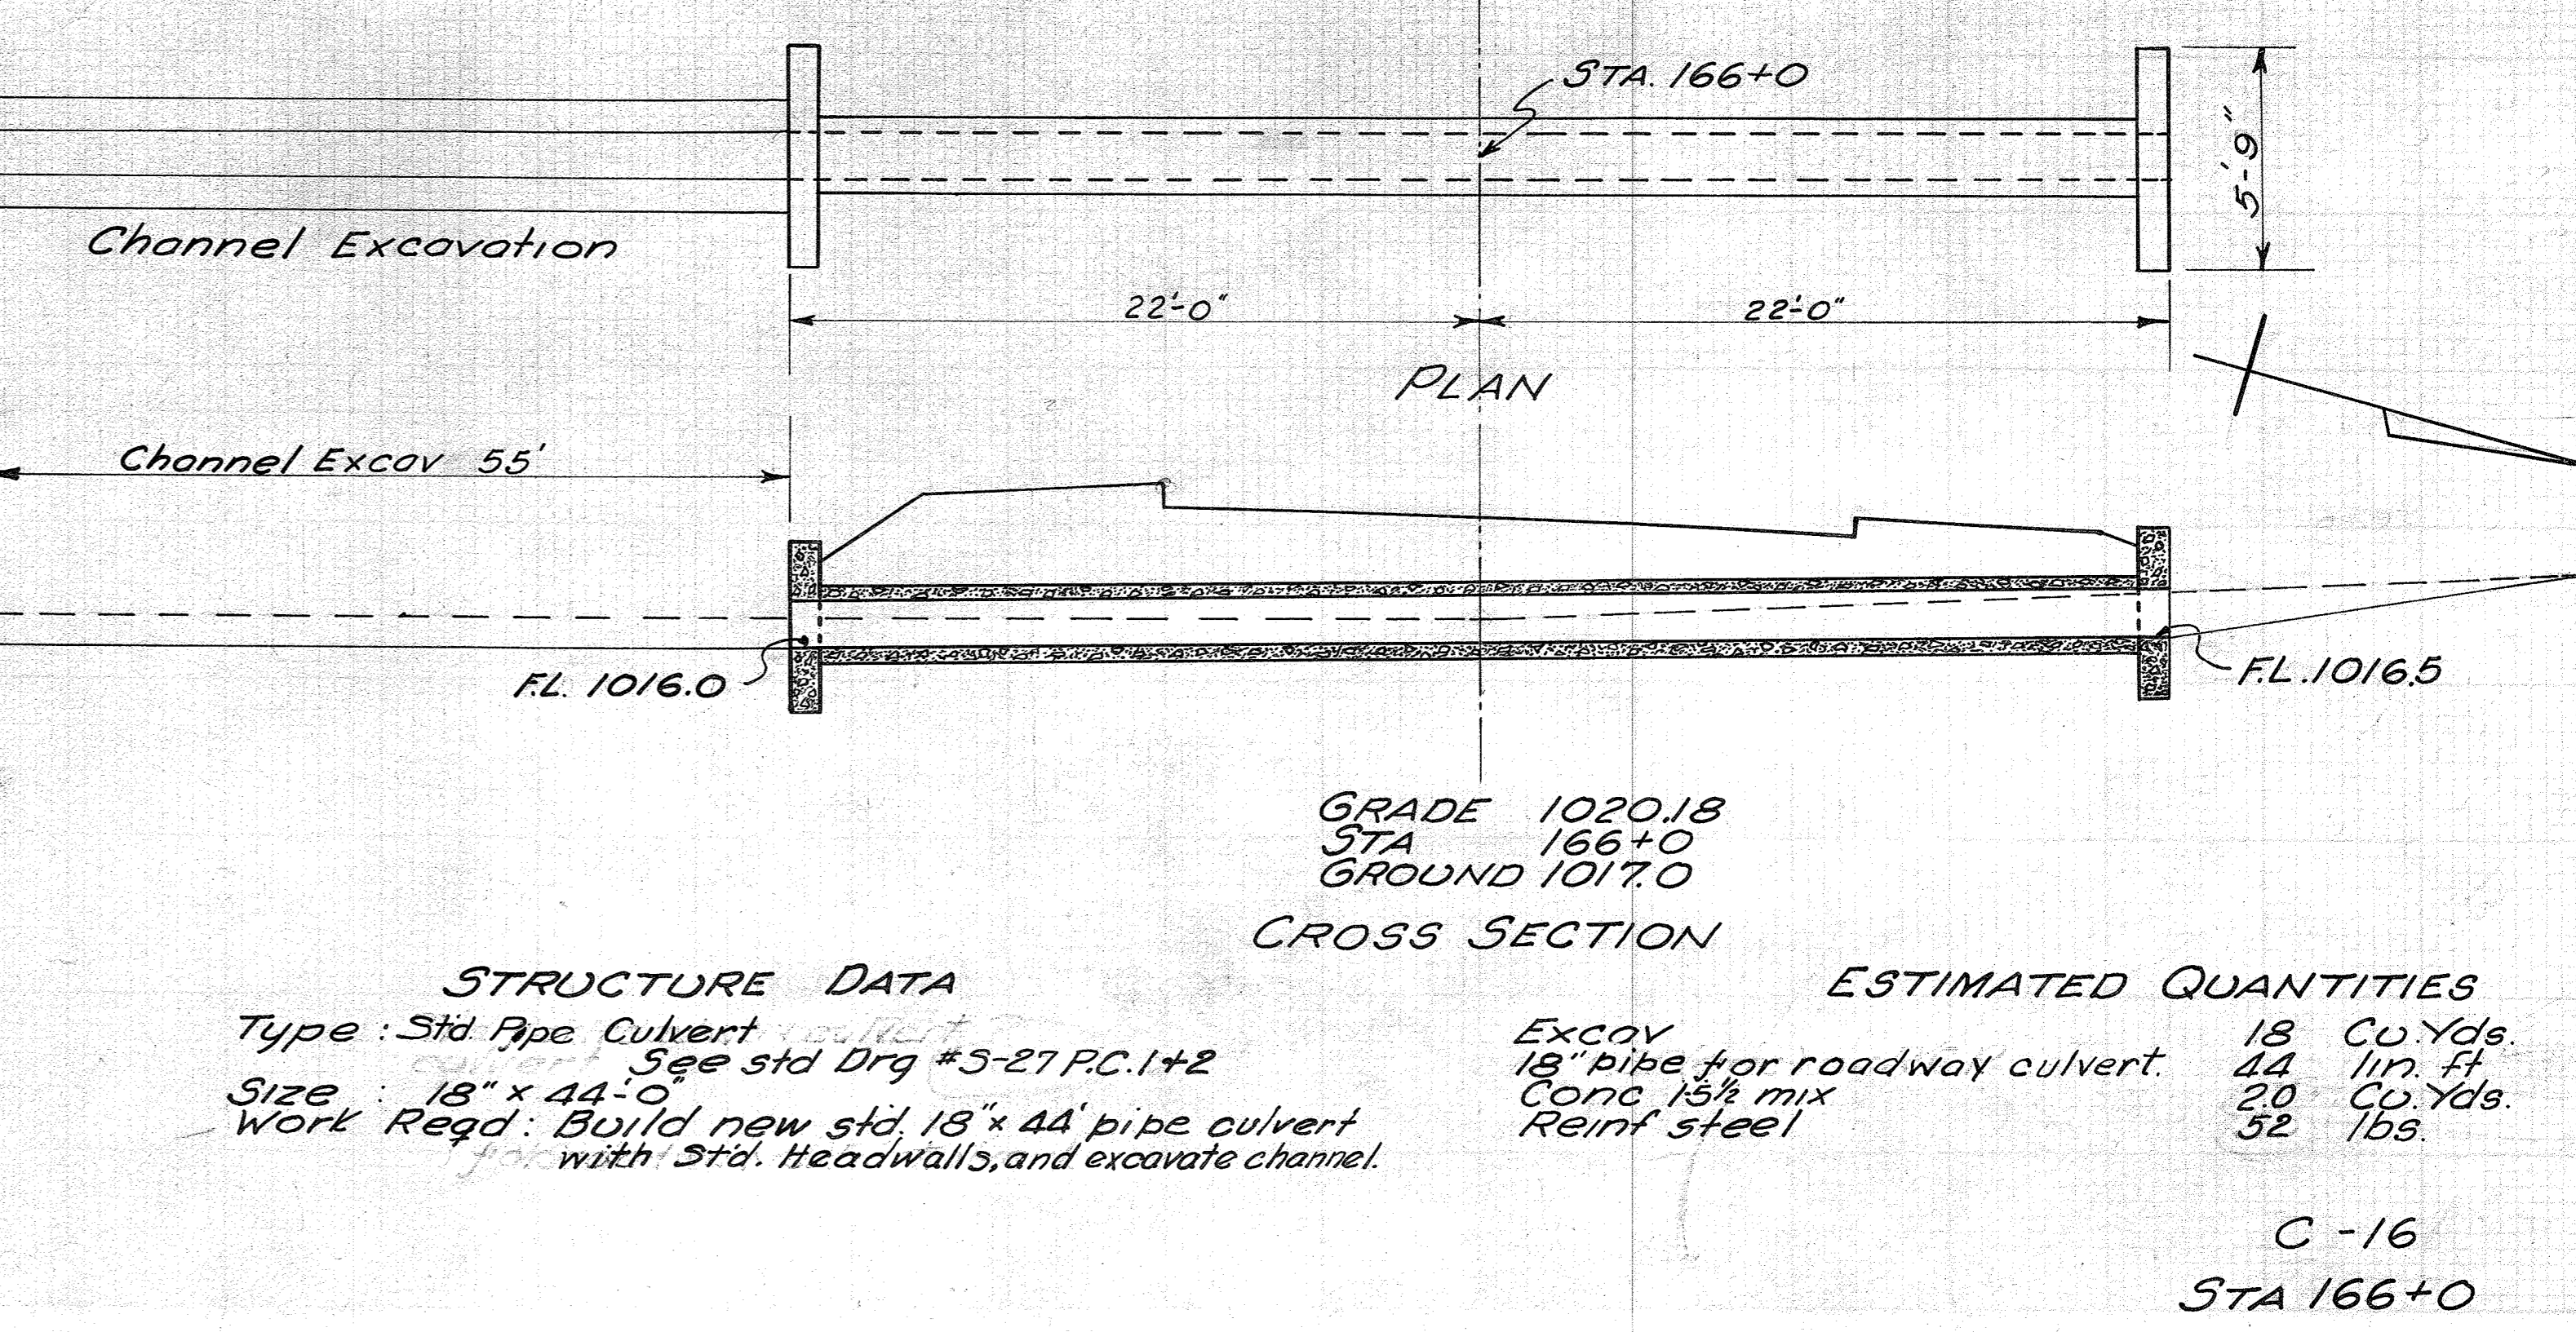 STA. 166+0
5'-9"
Channel Excavation
22'-0" 22'-0"
PLAN
Channel Excav 55'
F.L. 1016.0
F.L. 1016.5
GRADE 1020.18
STA 166+0
GROUND 1017.0
CROSS SECTION
STRUCTURE DATA
Type : Std. Pipe Culvert
See std Drg #S-27 P.C. 1+2
Size : 18" x 44'-0"
Work Reqd : Build new std. 18" x 44' pipe culvert
with St'd. Headwalls, and excavate channel.
ESTIMATED QUANTITIES
Excav 18 Cu. Yds.
18" pipe for roadway culvert. 44 lin. ft
Conc 1-5½ mix 2.0 Cu. Yds.
Reinf steel 52 lbs.
C-16
STA 166+0